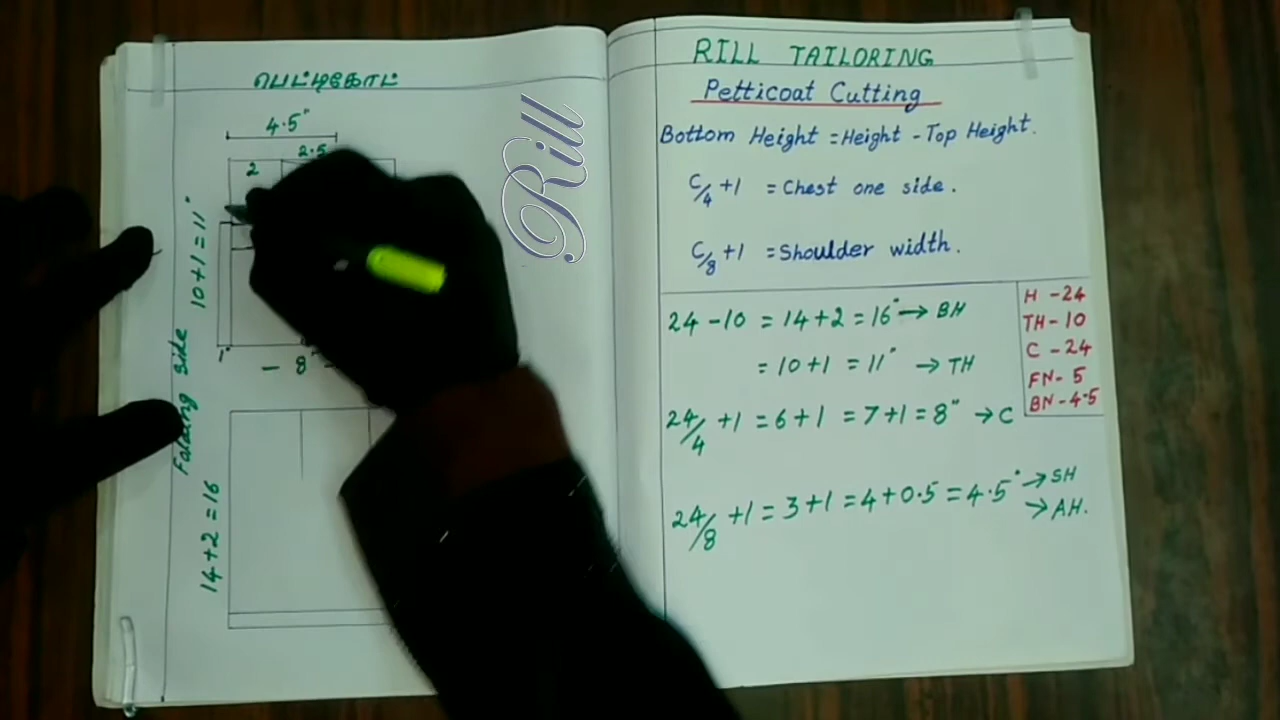 பெட்டிகோட்
4.5"
2.5
2
10+1=11"
Folding side
1"
- 8" -
14+2=16
Rill
RILL TAILORING
Petticoat Cutting
Bottom Height = Height - Top Height.
C/4 +1 = Chest one side.
C/8 +1 = Shoulder width.
H - 24
TH - 10
C - 24
FN - 5
BN - 4.5
24 - 10 = 14+2 = 16" → BH
= 10+1 = 11" → TH
24/4 +1 = 6+1 = 7+1 = 8" → C
24/8 +1 = 3+1 = 4+0.5 = 4.5" → SH
→ AH.